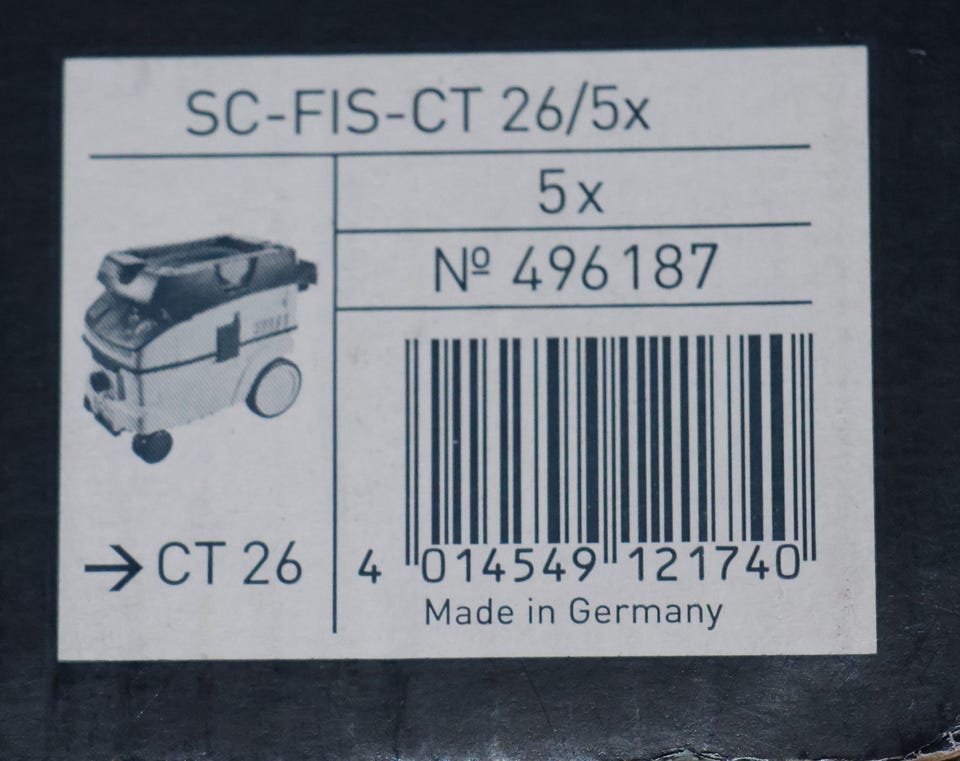 SC-FIS-CT 26/5x
5x
Nº 496187
→ CT 26
4 014549 121740
Made in Germany